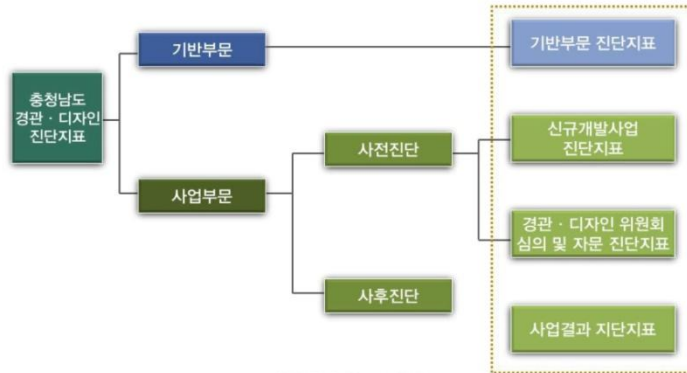 충청남도
경관 · 디자인
진단지표
기반부문
기반부문 진단지표
사업부문
사전진단
신규개발사업
진단지표
경관 · 디자인 위원회
심의 및 자문 진단지표
사후진단
사업결과 지단지표